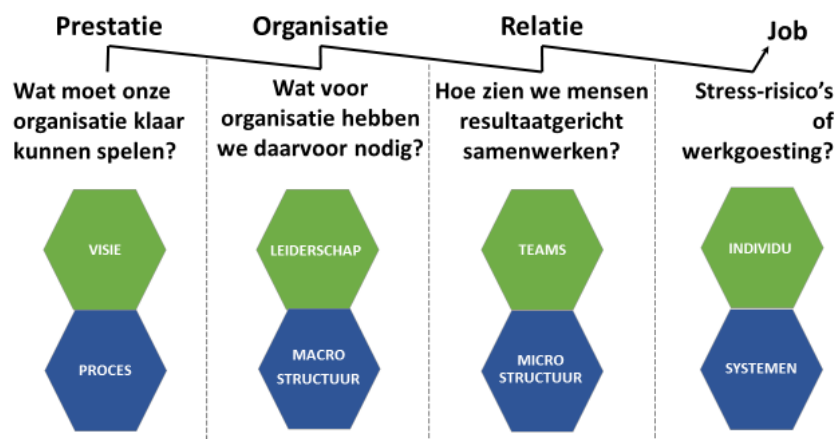 Prestatie
Organisatie
Relatie
Job
Wat moet onze
organisatie klaar
kunnen spelen?
Wat voor
organisatie hebben
we daarvoor nodig?
Hoe zien we mensen
resultaatgericht
samenwerken?
Stress-risico's
of
werkgoesting?
VISIE
LEIDERSCHAP
TEAMS
INDIVIDU
PROCES
MACRO
STRUCTUUR
MICRO
STRUCTUUR
SYSTEMEN